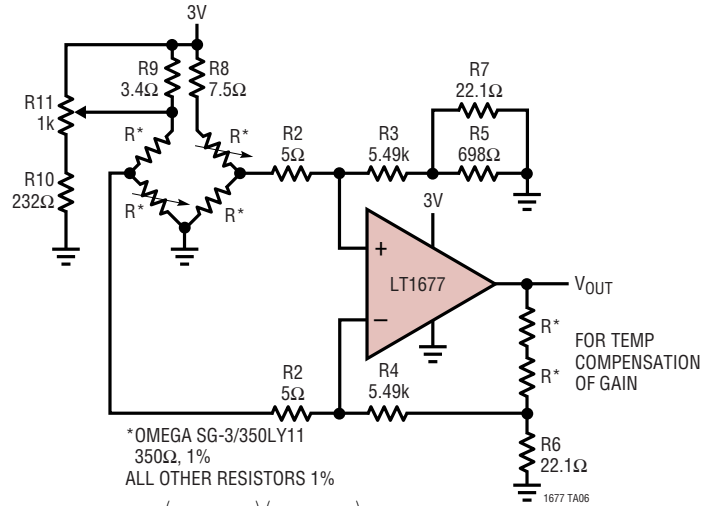 3V
R9
3.4Ω
R8
7.5Ω
R11
1k
R*
R*
R10
232Ω
R*
R*
R2
5Ω
R3
5.49k
R7
22.1Ω
R5
698Ω
3V
+
LT1677
–
VOUT
R*
R*
FOR TEMP
COMPENSATION
OF GAIN
R2
5Ω
R4
5.49k
R6
22.1Ω
*OMEGA SG-3/350LY11
350Ω, 1%
ALL OTHER RESISTORS 1%
1677 TA06